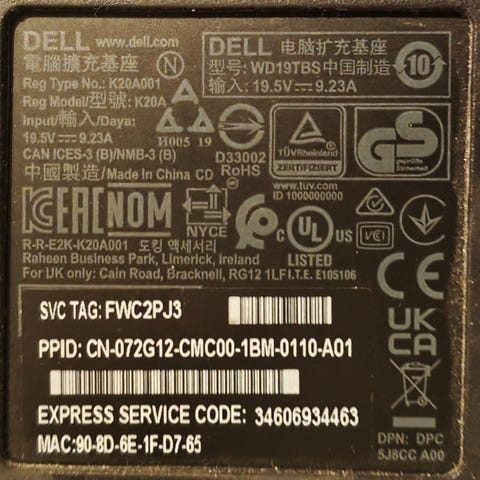 DELL www.dell.com
電腦擴充基座 N
Reg Type No.: K20A001
Reg Model/型號: K20A
Input/輸入/Daya:
19.5V 9.23A
CAN ICES-3 (B)/NMB-3 (B)
中國製造/Made In China CD
DELL 电脑扩充基座
型号: WD19TBS 中国制造
输入: 19.5V 9.23A
10
И005 19
D33002
RoHS
TÜVRheinland
ZERTIFIZIERT
GS
geprüfte
Sicherheit
www.tuv.com
ID 1000000000
EAC NOM
NYCE
C UL US
LISTED
I.T.E. E105106
VCI
R-R-E2K-K20A001 도킹 액세서리
Raheen Business Park, Limerick, Ireland
For UK only: Cain Road, Bracknell, RG12 1LF
CE
UK
CA
SVC TAG: FWC2PJ3
PPID: CN-072G12-CMC00-1BM-0110-A01
EXPRESS SERVICE CODE: 34606934463
MAC:90-8D-6E-1F-D7-65
DPN: DPC
5J8CC A00